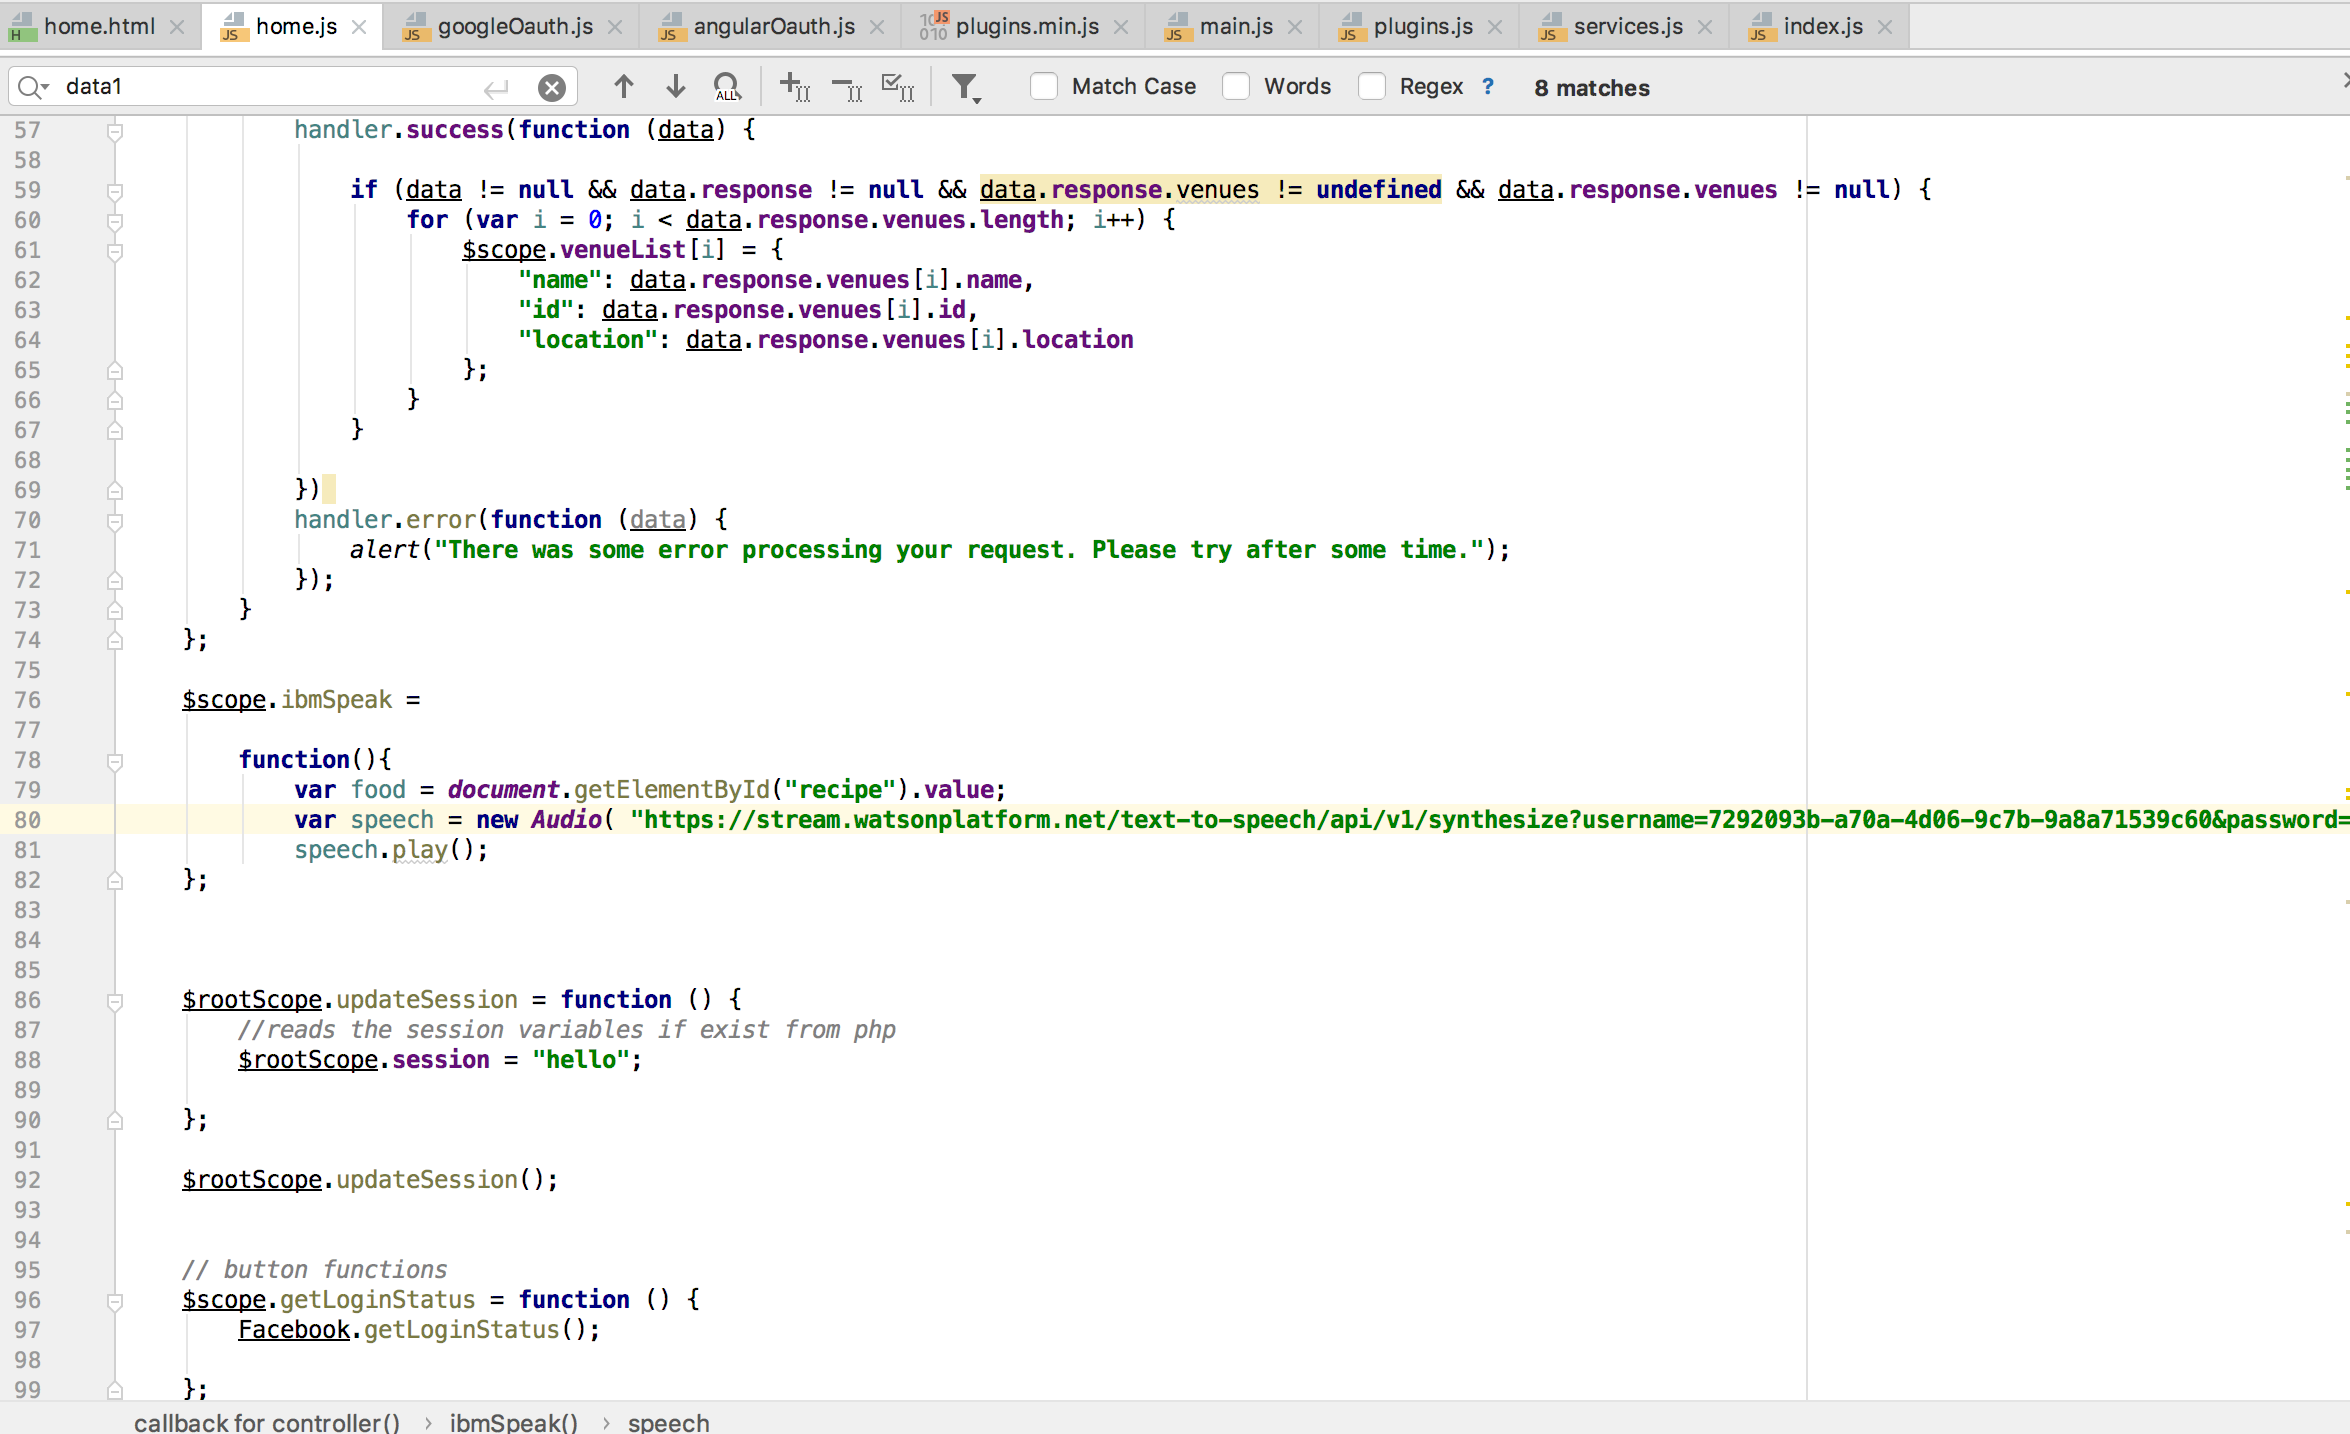 home.html home.js googleOauth.js angularOauth.js plugins.min.js main.js plugins.js services.js index.js
data1 ALL Match Case Words Regex ? 8 matches
57 handler.success(function (data) {
58
59 if (data != null && data.response != null && data.response.venues != undefined && data.response.venues != null) {
60 for (var i = 0; i < data.response.venues.length; i++) {
61 $scope.venueList[i] = {
62 "name": data.response.venues[i].name,
63 "id": data.response.venues[i].id,
64 "location": data.response.venues[i].location
65 };
66 }
67 }
68
69 })
70 handler.error(function (data) {
71 alert("There was some error processing your request. Please try after some time.");
72 });
73 }
74 };
75
76 $scope.ibmSpeak =
77
78 function(){
79 var food = document.getElementById("recipe").value;
80 var speech = new Audio( "https://stream.watsonplatform.net/text-to-speech/api/v1/synthesize?username=7292093b-a70a-4d06-9c7b-9a8a71539c60&password=
81 speech.play();
82 };
83
84
85
86 $rootScope.updateSession = function () {
87 //reads the session variables if exist from php
88 $rootScope.session = "hello";
89
90 };
91
92 $rootScope.updateSession();
93
94
95 // button functions
96 $scope.getLoginStatus = function () {
97 Facebook.getLoginStatus();
98
99 };
callback for controller() › ibmSpeak() › speech